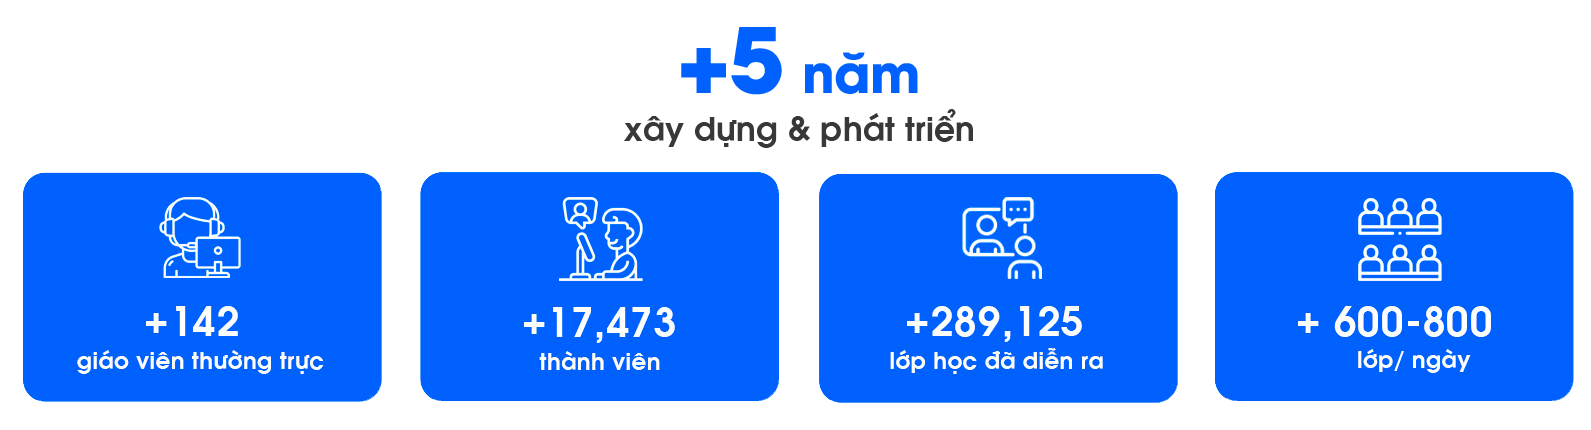 +5 năm
xây dựng & phát triển
+142
giáo viên thường trực
+17,473
thành viên
+289,125
lớp học đã diễn ra
+ 600-800
lớp/ ngày